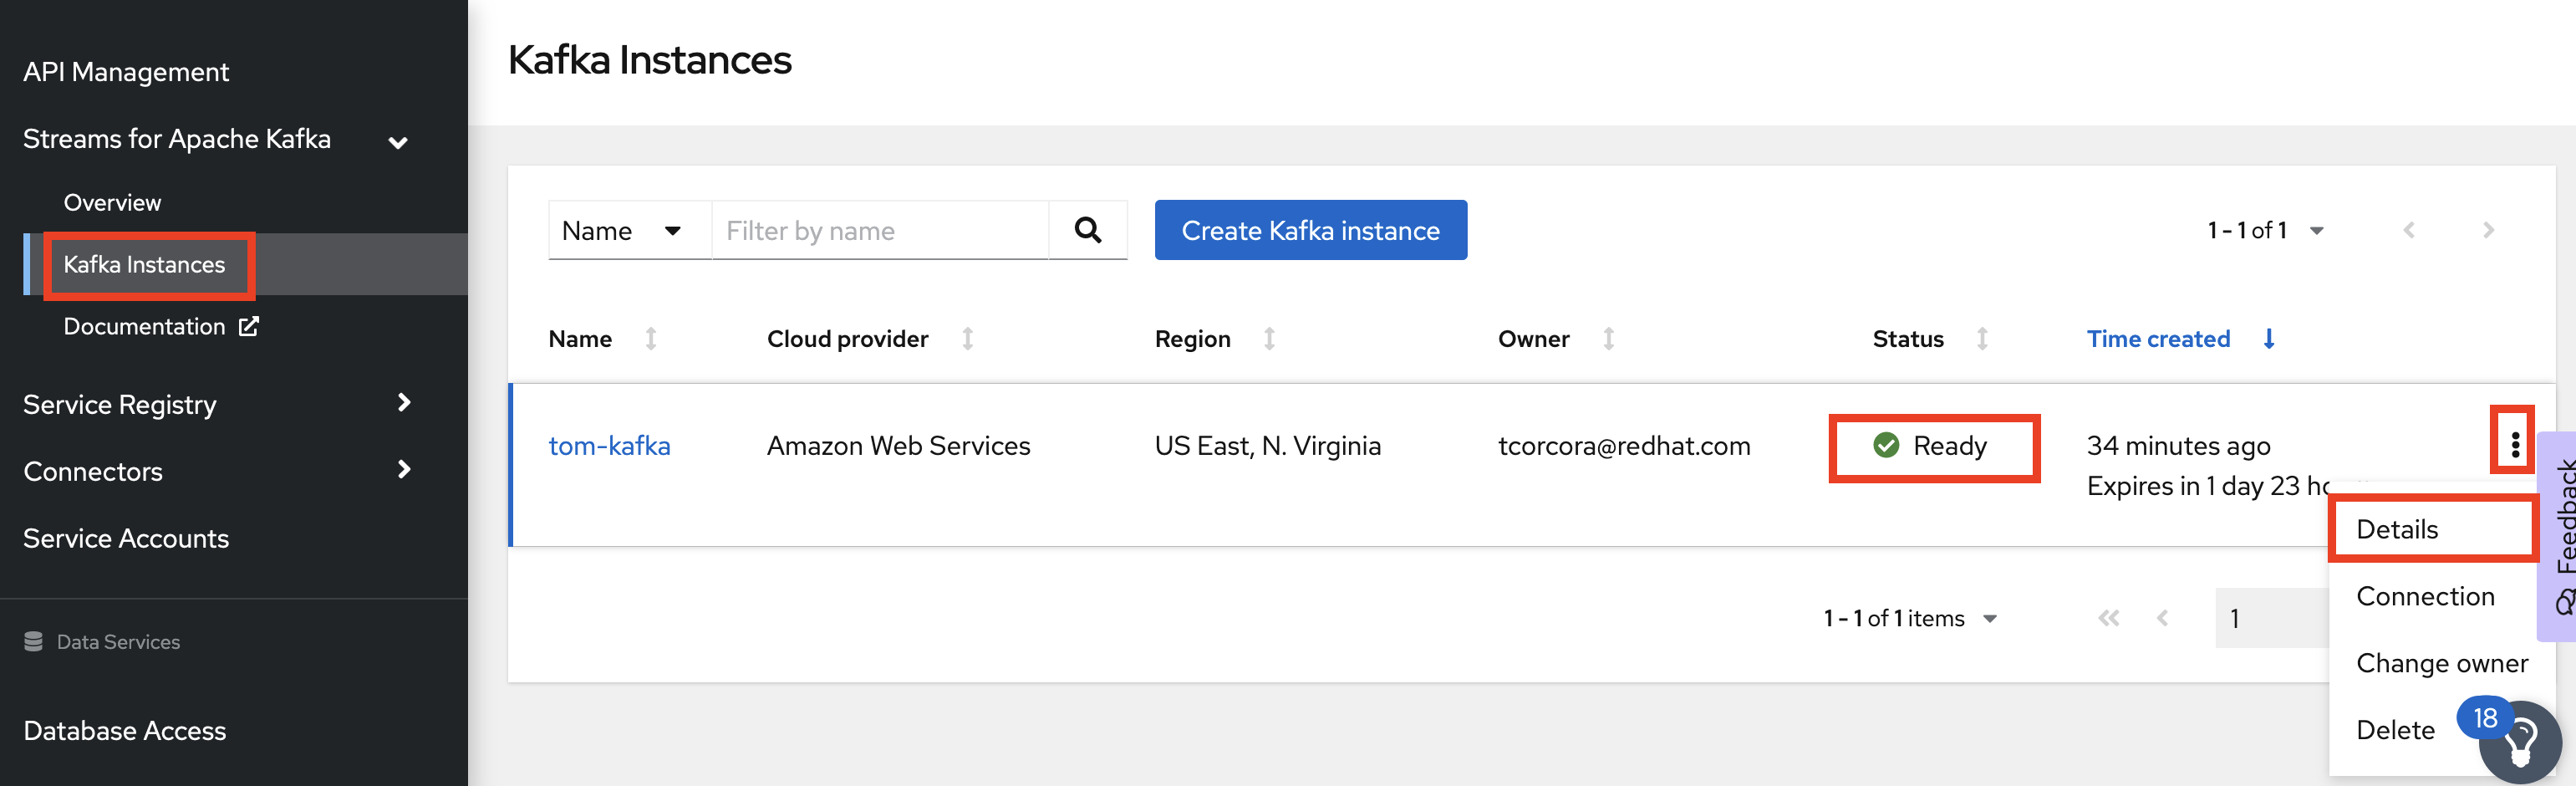 API Management
Streams for Apache Kafka
Overview
Kafka Instances
Documentation
Service Registry
Connectors
Service Accounts
Data Services
Database Access
Kafka Instances
Name
Filter by name
Create Kafka instance
1 - 1 of 1
Name Cloud provider Region Owner Status Time created
tom-kafka Amazon Web Services US East, N. Virginia tcorcora@redhat.com Ready 34 minutes ago
Expires in 1 day 23
Details
Connection
Change owner
Delete
18
1 - 1 of 1 items
1
Feedback